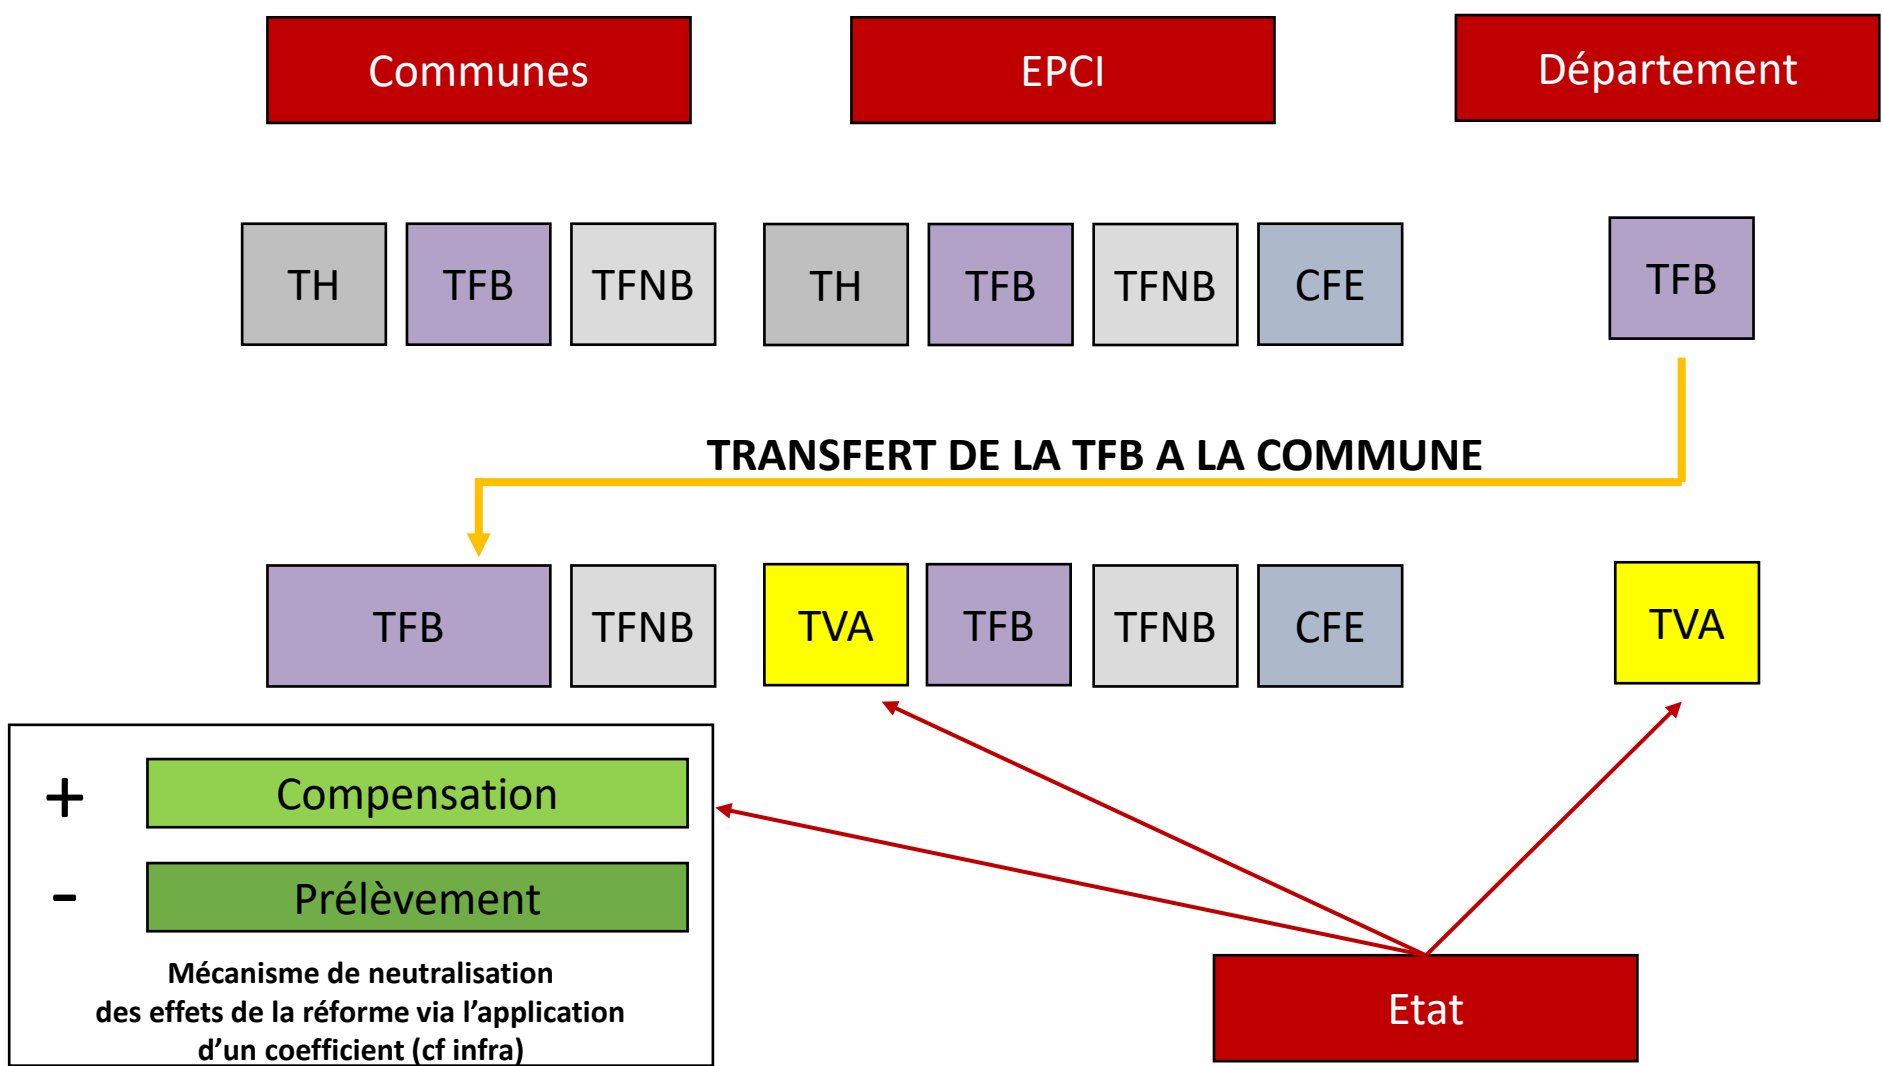 Communes
EPCI
Département
TH
TFB
TFNB
TH
TFB
TFNB
CFE
TFB
TRANSFERT DE LA TFB A LA COMMUNE
TFB
TFNB
TVA
TFB
TFNB
CFE
TVA
+
Compensation
-
Prélèvement
Mécanisme de neutralisation
des effets de la réforme via l’application
d’un coefficient (cf infra)
Etat